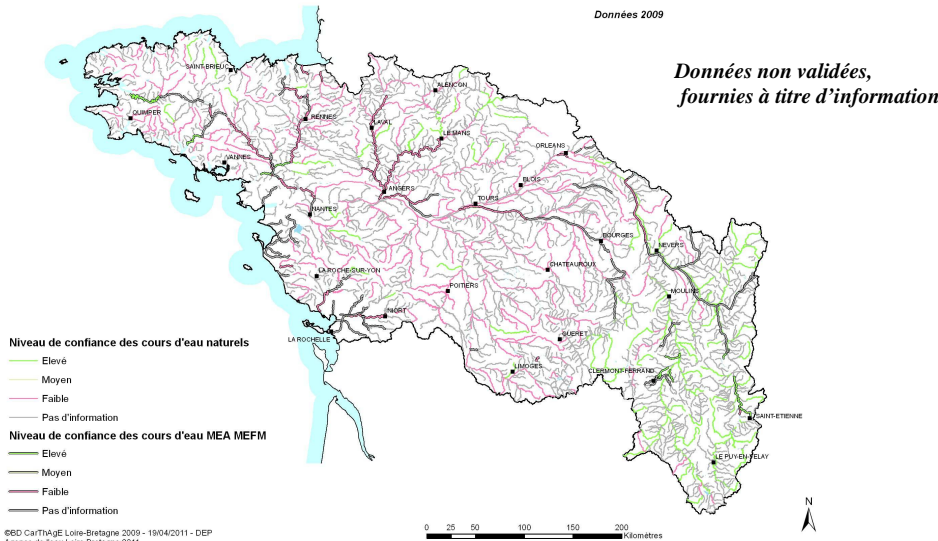 Données 2009
Données non validées,
fournies à titre d'information
SAINT-BRIEUC
ALENCON
QUIMPER
RENNES
LAVAL
LE MANS
ORLEANS
VANNES
ANGERS
BLOIS
TOURS
NANTES
BOURGES
NEVERS
LA ROCHE-SUR-YON
CHATEAUROUX
POITIERS
MOULINS
NIORT
LA ROCHELLE
GUERET
LIMOGES
CLERMONT-FERRAND
SAINT-ETIENNE
LE PUY-EN-VELAY
Niveau de confiance des cours d'eau naturels
Elevé
Moyen
Faible
Pas d'information
Niveau de confiance des cours d'eau MEA MEFM
Elevé
Moyen
Faible
Pas d'information
N
0 25 50 100 150 200
Kilomètres
©BD CarThAgE Loire-Bretagne 2009 - 19/04/2011 - DEP